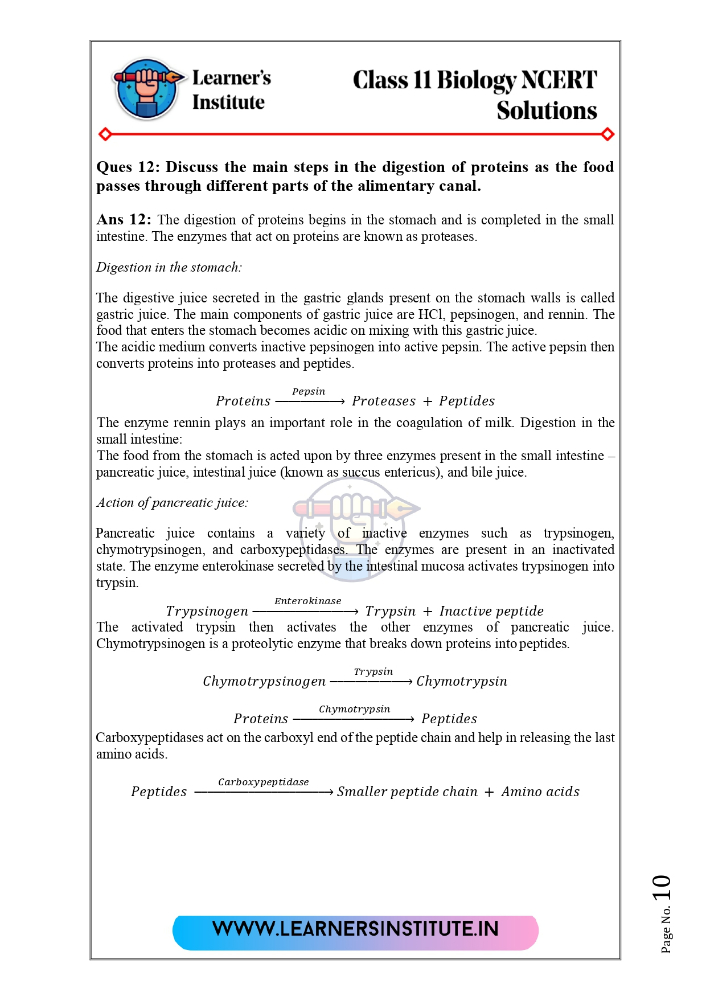 Learner's
Institute
Class 11 Biology NCERT
Solutions
Ques 12: Discuss the main steps in the digestion of proteins as the food
passes through different parts of the alimentary canal.
Ans 12: The digestion of proteins begins in the stomach and is completed in the small
intestine. The enzymes that act on proteins are known as proteases.
Digestion in the stomach:
The digestive juice secreted in the gastric glands present on the stomach walls is called
gastric juice. The main components of gastric juice are HCl, pepsinogen, and rennin. The
food that enters the stomach becomes acidic on mixing with this gastric juice.
The acidic medium converts inactive pepsinogen into active pepsin. The active pepsin then
converts proteins into proteases and peptides.
Pepsin
Proteins ⟶ Proteases + Peptides
The enzyme rennin plays an important role in the coagulation of milk. Digestion in the
small intestine:
The food from the stomach is acted upon by three enzymes present in the small intestine –
pancreatic juice, intestinal juice (known as succus entericus), and bile juice.
Action of pancreatic juice:
Pancreatic juice contains a variety of inactive enzymes such as trypsinogen,
chymotrypsinogen, and carboxypeptidases. The enzymes are present in an inactivated
state. The enzyme enterokinase secreted by the intestinal mucosa activates trypsinogen into
trypsin.
Enterokinase
Trypsinogen ⟶ Trypsin + Inactive peptide
The activated trypsin then activates the other enzymes of pancreatic juice.
Chymotrypsinogen is a proteolytic enzyme that breaks down proteins into peptides.
Trypsin
Chymotrypsinogen ⟶ Chymotrypsin
Chymotrypsin
Proteins ⟶ Peptides
Carboxypeptidases act on the carboxyl end of the peptide chain and help in releasing the last
amino acids.
Carboxypeptidase
Peptides ⟶ Smaller peptide chain + Amino acids
WWW.LEARNERSINSTITUTE.IN
Page No. 10